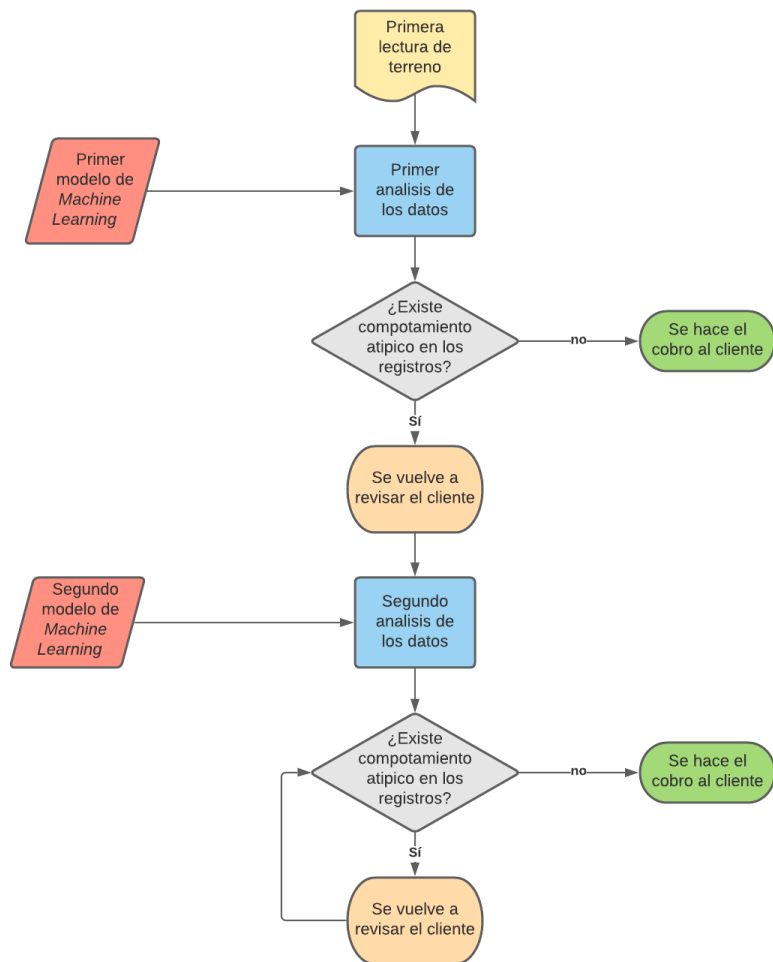 Primera
lectura de
terreno
Primer
modelo de
Machine
Learning
Primer
analisis de
los datos
¿Existe
compotamiento
atipico en los
registros?
no
Se hace el
cobro al cliente
Sí
Se vuelve a
revisar el cliente
Segundo
modelo de
Machine
Learning
Segundo
analisis de
los datos
¿Existe
compotamiento
atipico en los
registros?
no
Se hace el
cobro al cliente
Sí
Se vuelve a
revisar el cliente